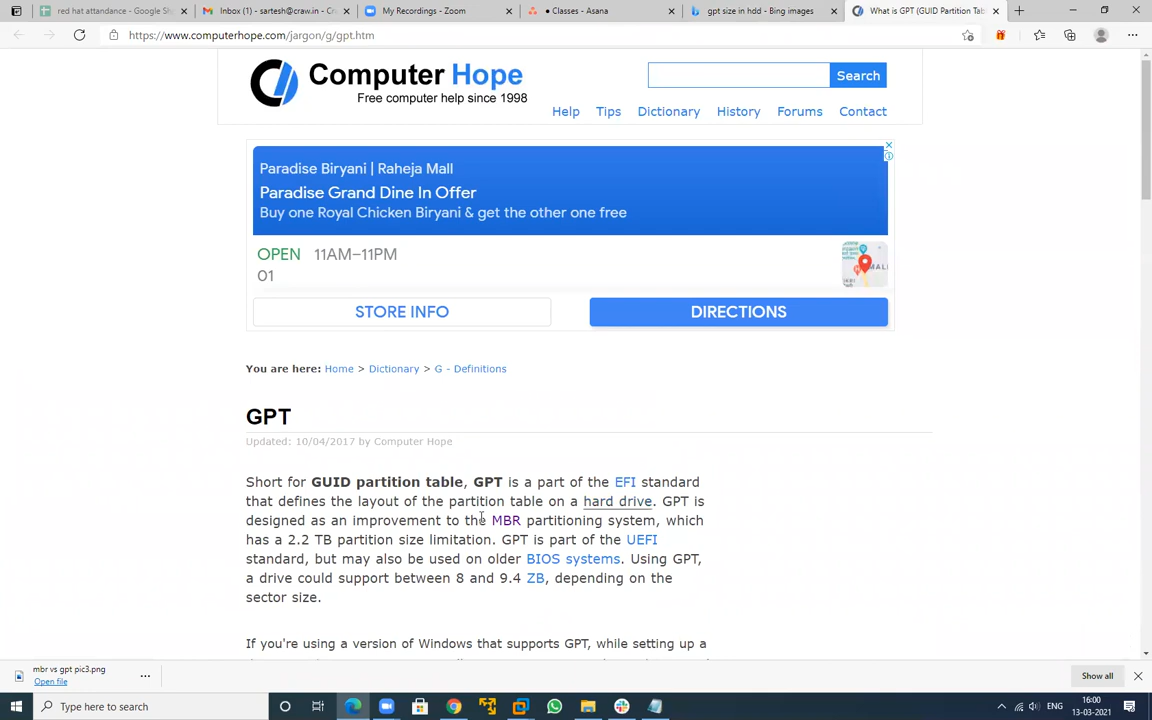 red hat attandance - Google Sh
Inbox (1) - sartesh@craw.in - C
My Recordings - Zoom
• Classes - Asana
gpt size in hdd - Bing images
What is GPT (GUID Partition Tab
https://www.computerhope.com/jargon/g/gpt.htm
Computer Hope
Free computer help since 1998
Search
Help Tips Dictionary History Forums Contact
Paradise Biryani | Raheja Mall
Paradise Grand Dine In Offer
Buy one Royal Chicken Biryani & get the other one free
OPEN 11AM–11PM
01
MALL
STORE INFO
DIRECTIONS
You are here: Home > Dictionary > G - Definitions
GPT
Updated: 10/04/2017 by Computer Hope
Short for GUID partition table, GPT is a part of the EFI standard
that defines the layout of the partition table on a hard drive. GPT is
designed as an improvement to the MBR partitioning system, which
has a 2.2 TB partition size limitation. GPT is part of the UEFI
standard, but may also be used on older BIOS systems. Using GPT,
a drive could support between 8 and 9.4 ZB, depending on the
sector size.
If you're using a version of Windows that supports GPT, while setting up a
mbr vs gpt pic3.png
Open file
Show all
Type here to search
ENG
16:00
13-03-2021